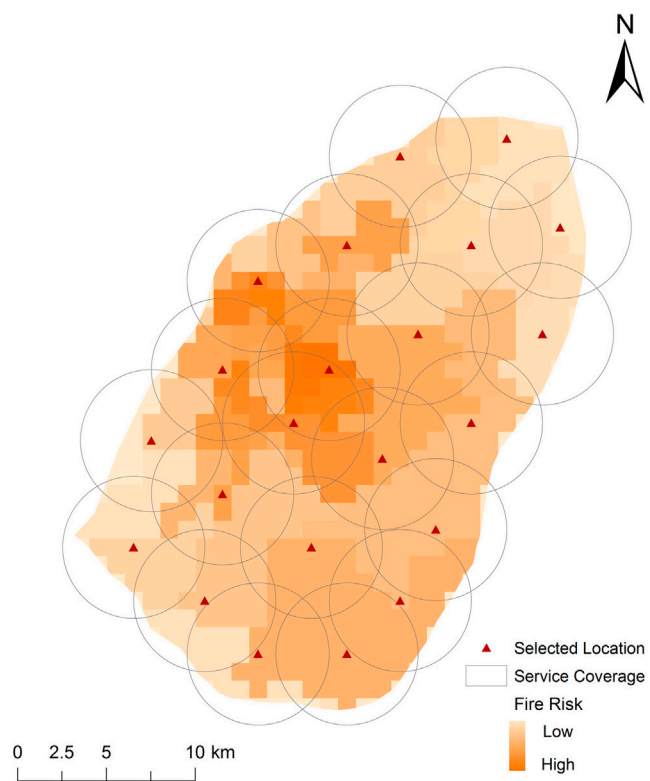 N
Selected Location
Service Coverage
Fire Risk
Low
High
0 2.5 5 10 km